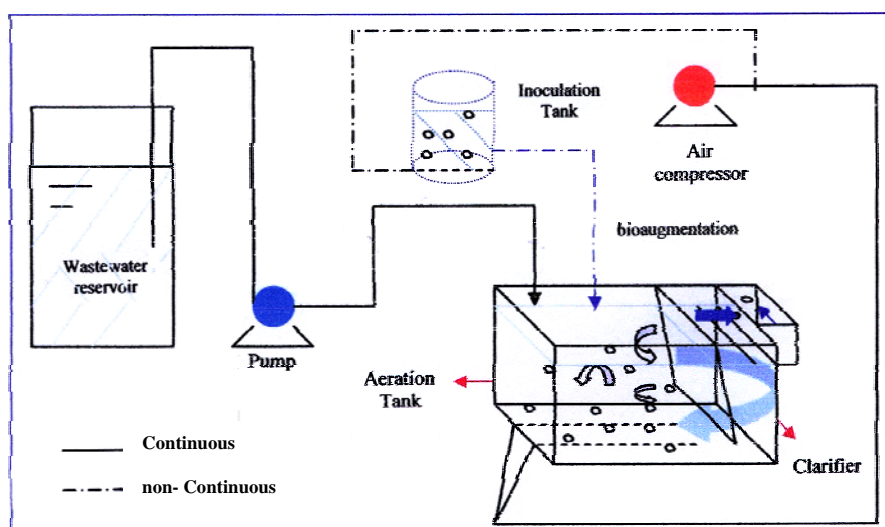 Inoculation
Tank
Air
compressor
bioaugmentation
Wastewater
reservoir
Pump
Aeration
Tank
Clarifier
Continuous
non- Continuous